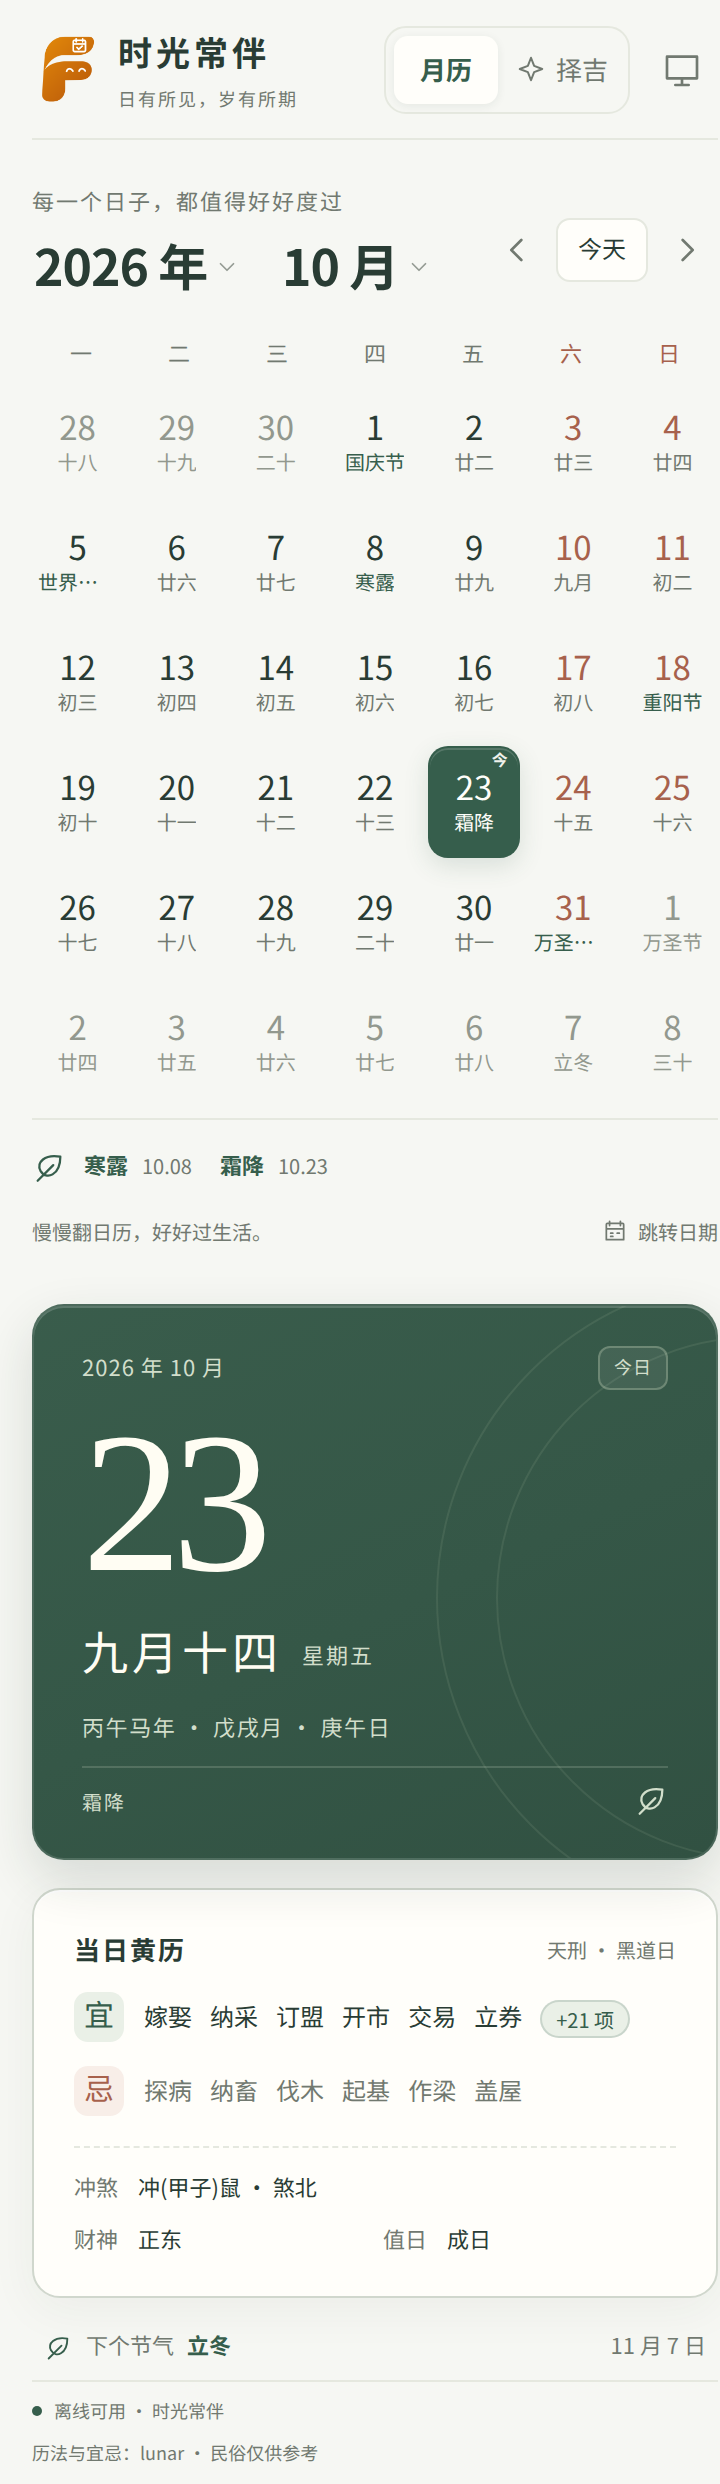 时光常伴
日有所见，岁有所期
月历 择吉
每一个日子，都值得好好度过
2026 年 10 月
今天
一 二 三 四 五 六 日
28 29 30 1 2 3 4
十八 十九 二十 国庆节 廿二 廿三 廿四
5 6 7 8 9 10 11
世界… 廿六 廿七 寒露 廿九 九月 初二
12 13 14 15 16 17 18
初三 初四 初五 初六 初七 初八 重阳节
今
19 20 21 22 23 24 25
初十 十一 十二 十三 霜降 十五 十六
26 27 28 29 30 31 1
十七 十八 十九 二十 廿一 万圣… 万圣节
2 3 4 5 6 7 8
廿四 廿五 廿六 廿七 廿八 立冬 三十
寒露 10.08 霜降 10.23
慢慢翻日历，好好过生活。 跳转日期
2026 年 10 月 今日
23
九月十四 星期五
丙午马年 · 戊戌月 · 庚午日
霜降
当日黄历 天刑 · 黑道日
宜 嫁娶 纳采 订盟 开市 交易 立券 +21 项
忌 探病 纳畜 伐木 起基 作梁 盖屋
冲煞 冲(甲子)鼠 · 煞北
财神 正东 值日 成日
下个节气 立冬 11 月 7 日
离线可用 · 时光常伴
历法与宜忌：lunar · 民俗仅供参考